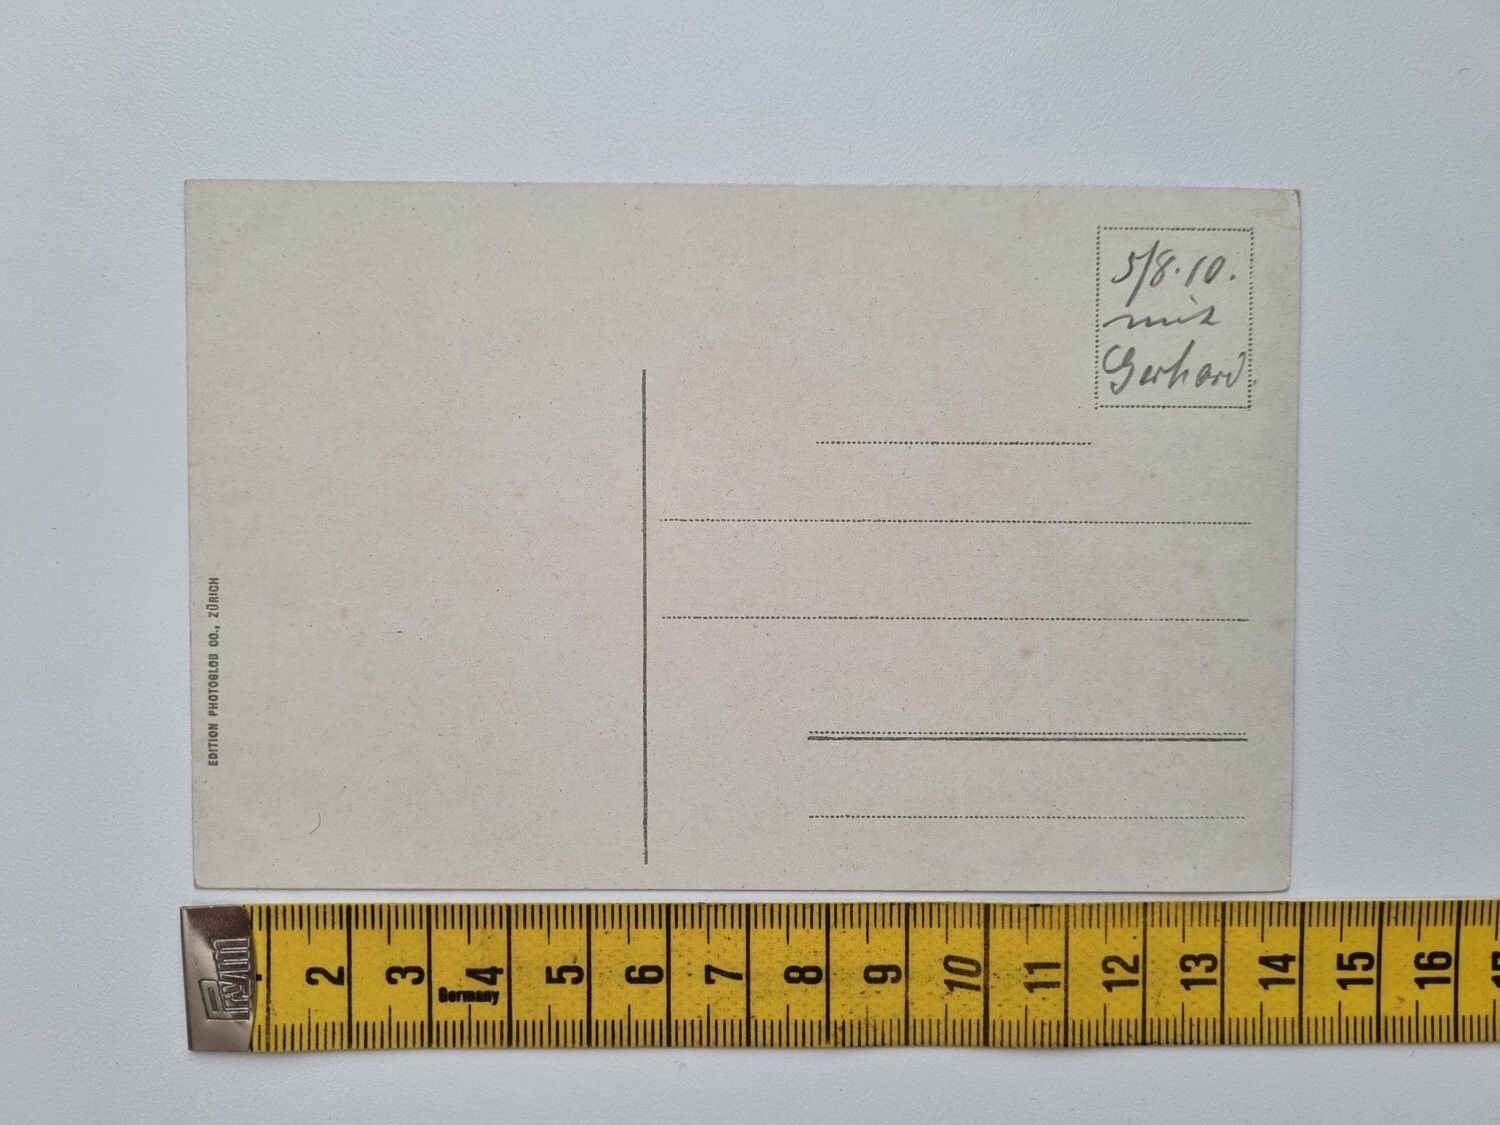 5/8.10.
mit
Gerhard.
EDITION PHOTOGLOB CO., ZÜRICH
Prym
2 3 4 5 6 7 8 9 10 11 12 13 14 15 16
Germany